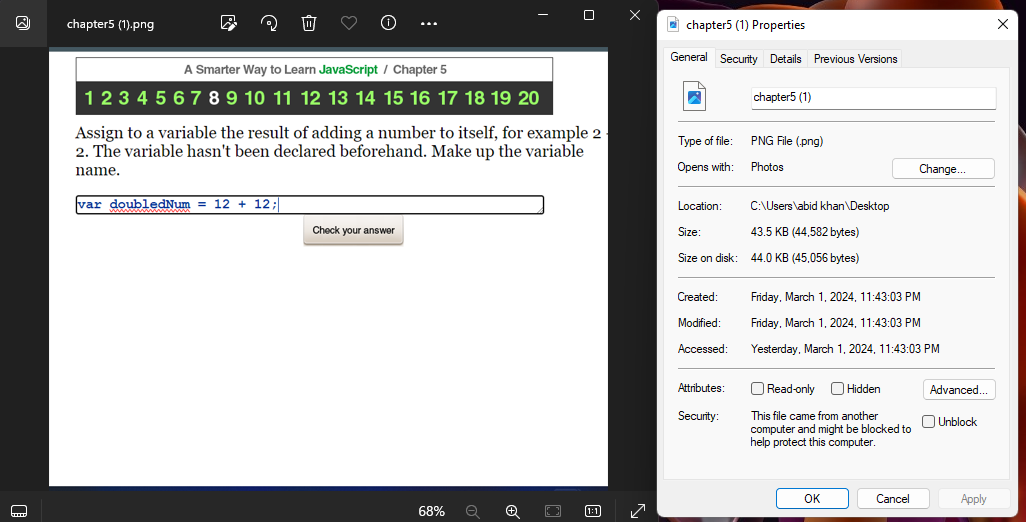 chapter5 (1).png
A Smarter Way to Learn JavaScript / Chapter 5
1 2 3 4 5 6 7 8 9 10 11 12 13 14 15 16 17 18 19 20
Assign to a variable the result of adding a number to itself, for example 2
2. The variable hasn't been declared beforehand. Make up the variable
name.
var doubledNum = 12 + 12;
Check your answer
68%
1:1
chapter5 (1) Properties
General Security Details Previous Versions
chapter5 (1)
Type of file: PNG File (.png)
Opens with: Photos Change...
Location: C:\Users\abid khan\Desktop
Size: 43.5 KB (44,582 bytes)
Size on disk: 44.0 KB (45,056 bytes)
Created: Friday, March 1, 2024, 11:43:03 PM
Modified: Friday, March 1, 2024, 11:43:03 PM
Accessed: Yesterday, March 1, 2024, 11:43:03 PM
Attributes: Read-only Hidden Advanced...
Security: This file came from another
computer and might be blocked to
help protect this computer.
Unblock
OK Cancel Apply